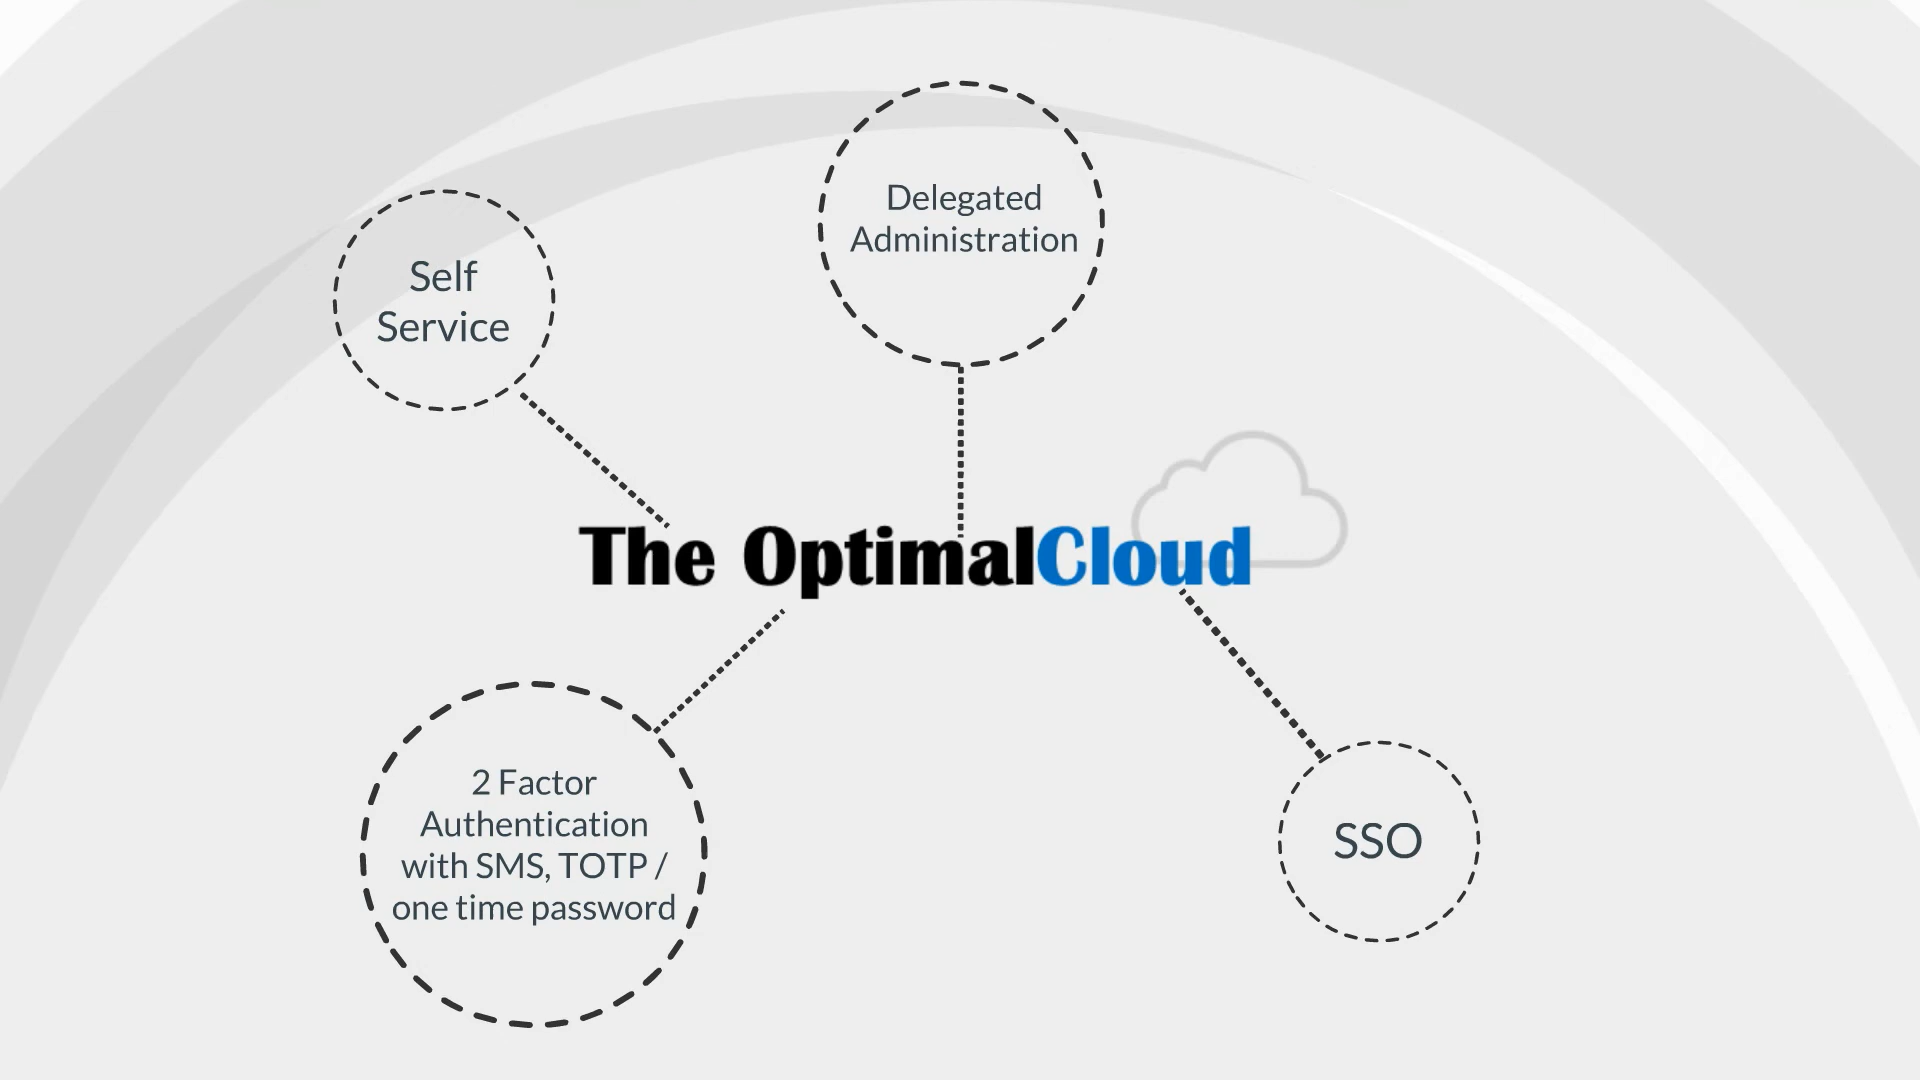 Delegated
Administration
Self
Service
The OptimalCloud
2 Factor
Authentication
with SMS, TOTP /
one time password
SSO